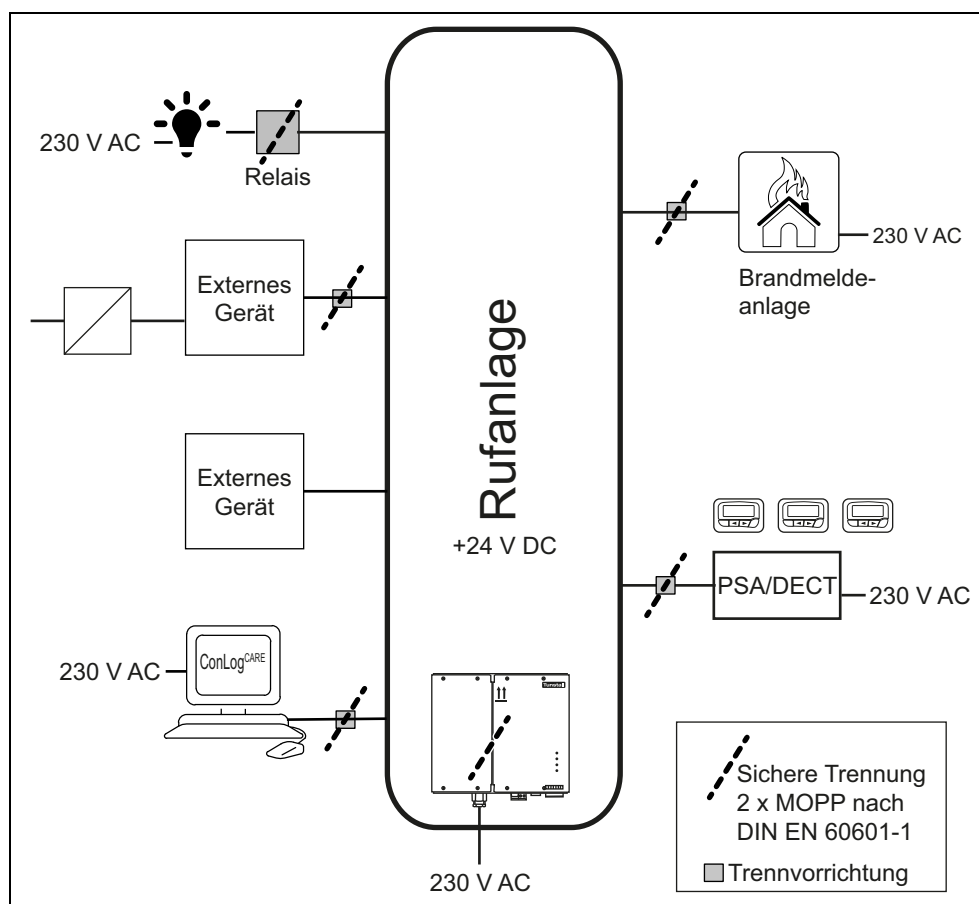 230 V AC
Relais
Externes
Gerät
Externes
Gerät
230 V AC
ConLogCARE
Rufanlage
+24 V DC
230 V AC
230 V AC
Brandmelde-
anlage
PSA/DECT
230 V AC
Sichere Trennung
2 x MOPP nach
DIN EN 60601-1
Trennvorrichtung